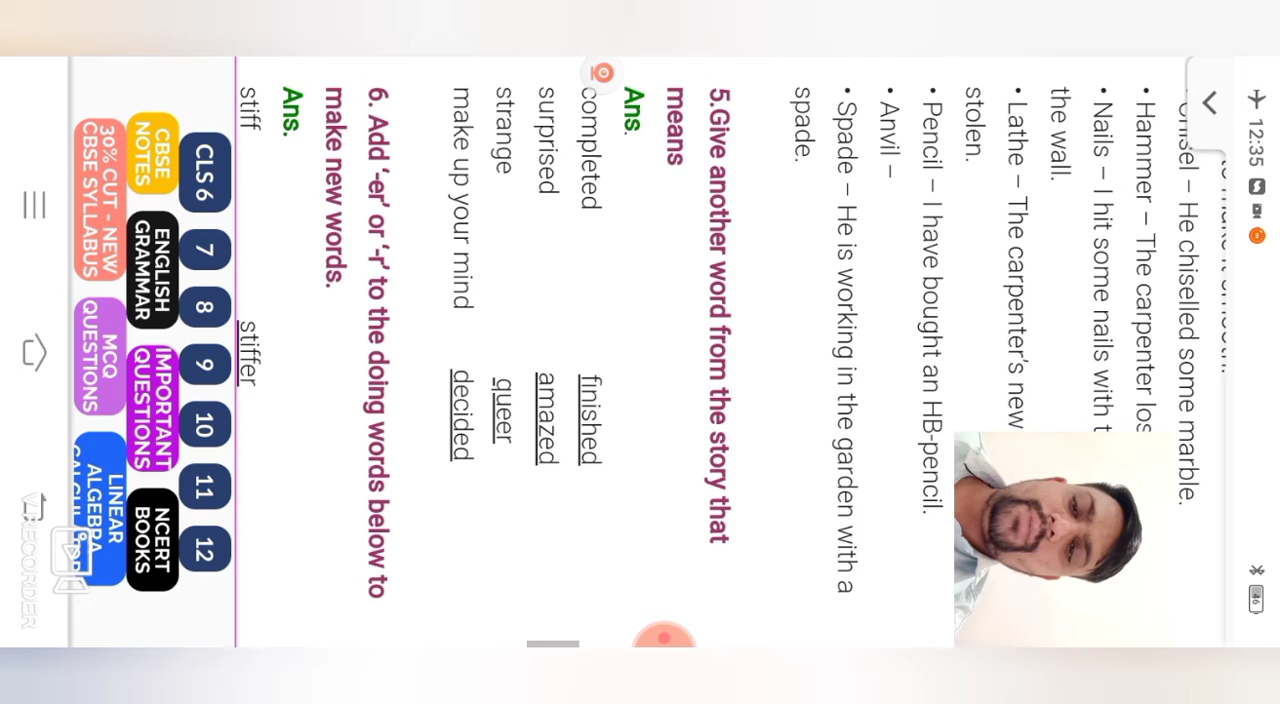 12:35
46
• Chisel – He chiselled some marble.
• Hammer – The carpenter los
• Nails – I hit some nails with t
the wall.
• Lathe – The carpenter's new
stolen.
• Pencil – I have bought an HB-pencil.
• Anvil –
• Spade – He is working in the garden with a
spade.
5.Give another word from the story that
means
Ans.
completed finished
surprised amazed
strange queer
make up your mind decided
6. Add '-er' or '-r' to the doing words below to
make new words.
Ans.
stiff stiffer
CLS 6 7 8 9 10 11 12
CBSE NOTES
ENGLISH GRAMMAR
IMPORTANT QUESTIONS
NCERT BOOKS
30% CUT - NEW CBSE SYLLABUS
MCQ QUESTIONS
LINEAR ALGEBRA
V RECORDER